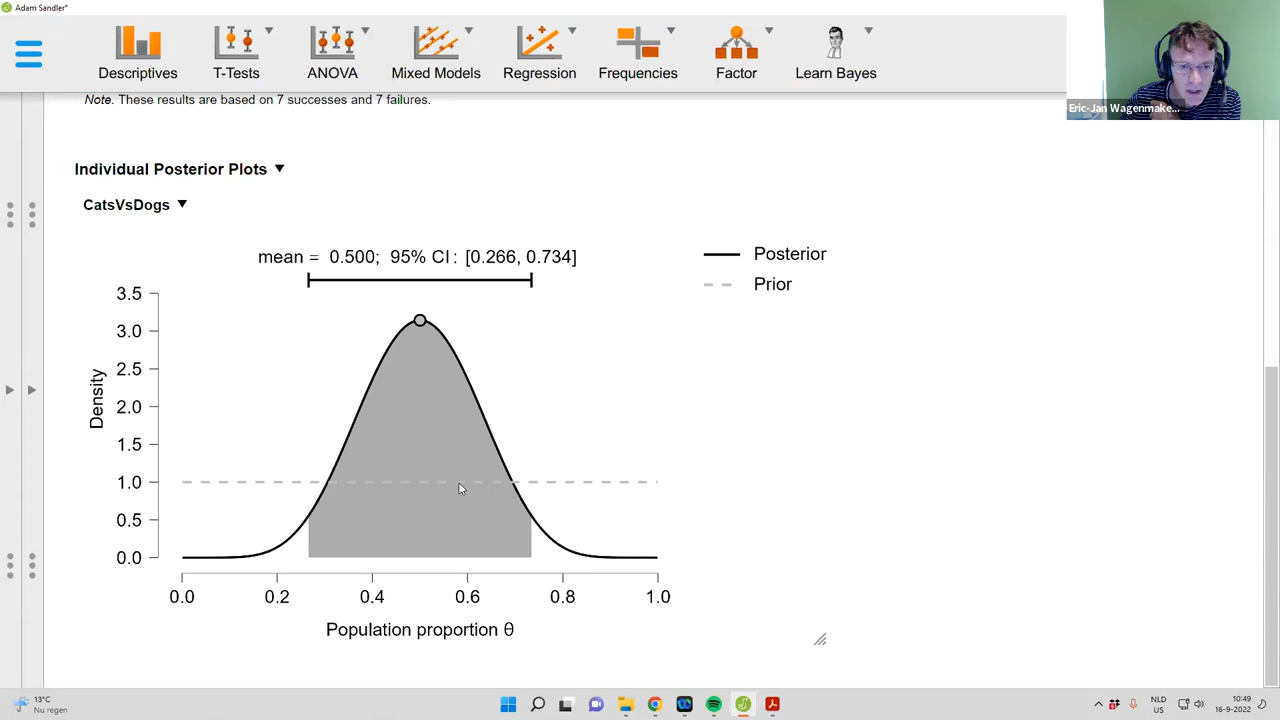 Adam Sandler*
Descriptives
T-Tests
ANOVA
Mixed Models
Regression
Frequencies
Factor
Learn Bayes
Eric-Jan Wagenmake...
Note. These results are based on 7 successes and 7 failures.
Individual Posterior Plots
CatsVsDogs
mean = 0.500; 95% CI: [0.266, 0.734]
Posterior
Prior
3.5
3.0
2.5
2.0
1.5
1.0
0.5
0.0
Density
0.0 0.2 0.4 0.6 0.8 1.0
Population proportion θ
13°C
Nu regen
NLD
US
10:49
16-9-2022